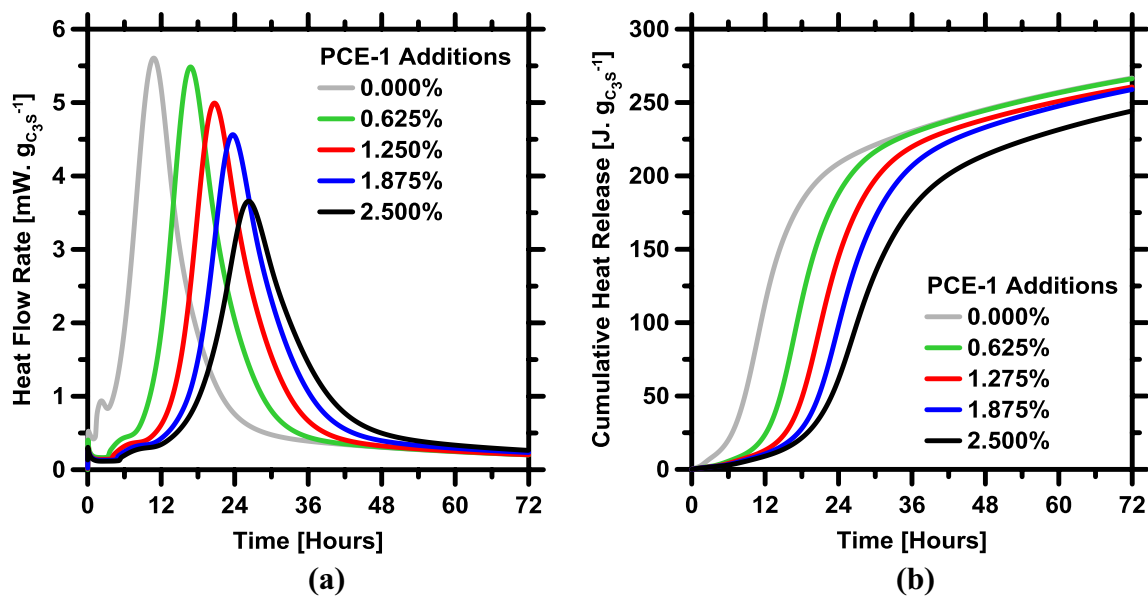 Heat Flow Rate [mW. g_C₃S⁻¹]
6
5
4
3
2
1
0
PCE-1 Additions
0.000%
0.625%
1.250%
1.875%
2.500%
0 12 24 36 48 60 72
Time [Hours]
(a)
Cumulative Heat Release [J. g_C₃S⁻¹]
300
250
200
150
100
50
0
PCE-1 Additions
0.000%
0.625%
1.275%
1.875%
2.500%
0 12 24 36 48 60 72
Time [Hours]
(b)